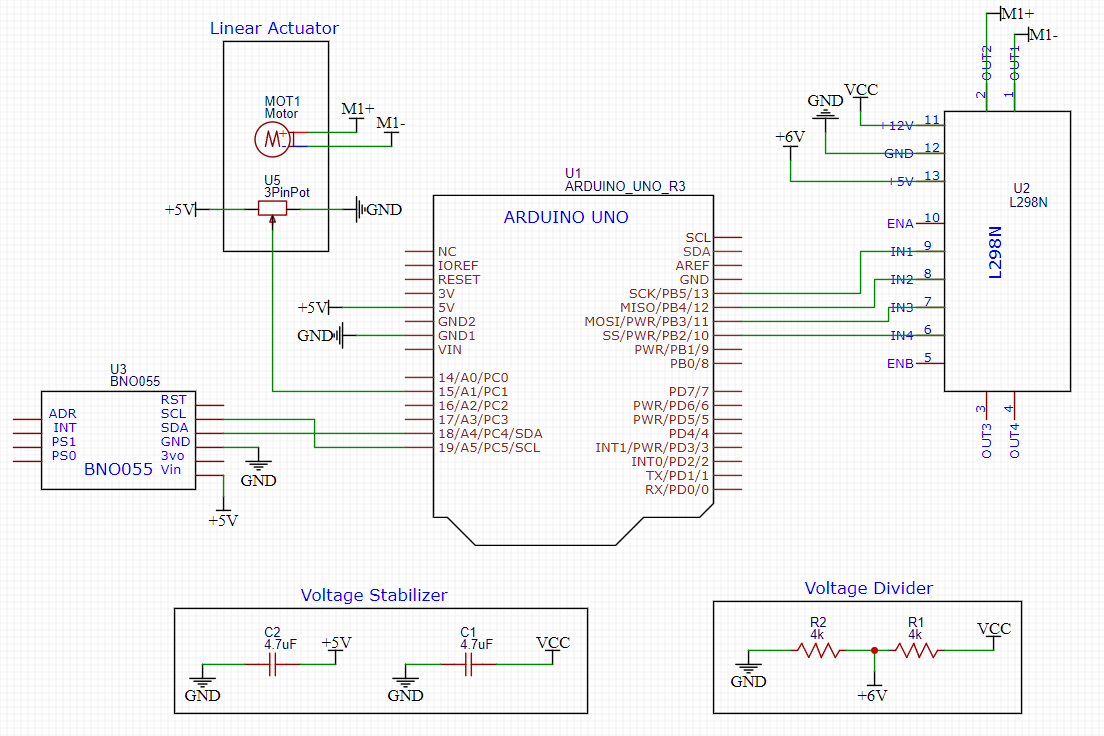 Linear Actuator
MOT1
Motor
M
+
-
M1+
M1-
U5
3PinPot
+5V
GND
U1
ARDUINO_UNO_R3
ARDUINO UNO
NC
IOREF
RESET
3V
5V
GND2
GND1
VIN
14/A0/PC0
15/A1/PC1
16/A2/PC2
17/A3/PC3
18/A4/PC4/SDA
19/A5/PC5/SCL
SCL
SDA
AREF
GND
SCK/PB5/13
MISO/PB4/12
MOSI/PWR/PB3/11
SS/PWR/PB2/10
PWR/PB1/9
PB0/8
PD7/7
PWR/PD6/6
PWR/PD5/5
PD4/4
INT1/PWR/PD3/3
INT0/PD2/2
TX/PD1/1
RX/PD0/0
+5V
GND
M1+
M1-
OUT2
OUT1
2
1
VCC
GND
+6V
+12V 11
GND 12
+5V 13
ENA 10
IN1 9
IN2 8
IN3 7
IN4 6
ENB 5
U2
L298N
L298N
3
4
OUT3
OUT4
U3
BNO055
ADR
INT
PS1
PS0
RST
SCL
SDA
GND
3vo
Vin
BNO055
GND
+5V
Voltage Stabilizer
C2
4.7uF
+5V
GND
C1
4.7uF
VCC
GND
Voltage Divider
R2
4k
R1
4k
VCC
GND
+6V